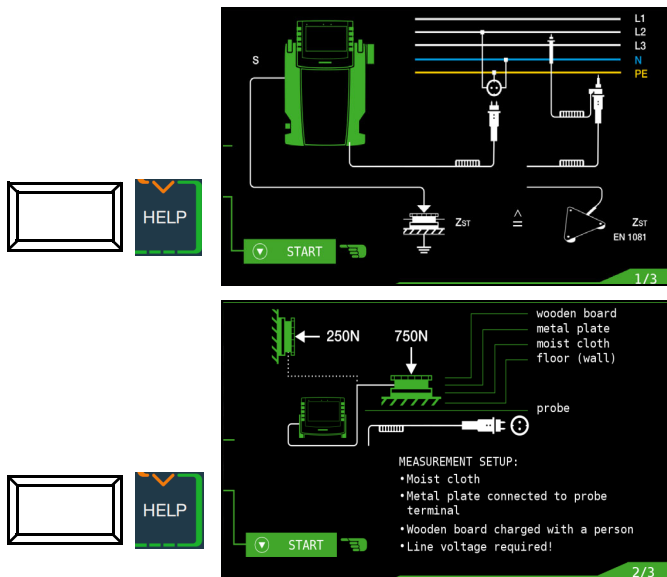 S
L1
L2
L3
N
PE
HELP
ZST
≙
ZST
EN 1081
START
1/3
250N
750N
wooden board
metal plate
moist cloth
floor (wall)
probe
MEASUREMENT SETUP:
•Moist cloth
•Metal plate connected to probe
terminal
•Wooden board charged with a person
•Line voltage required!
HELP
START
2/3